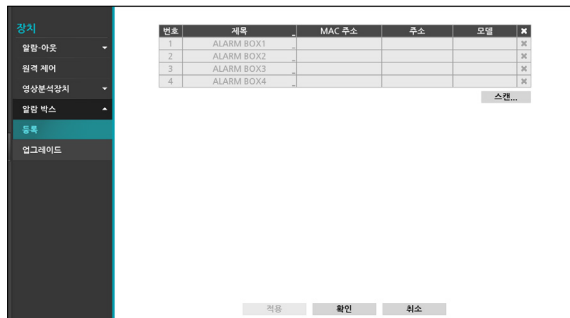 장치
알람-아웃
원격 제어
영상분석장치
알람 박스
등록
업그레이드
번호 제목 MAC 주소 주소 모델
1 ALARM BOX1
2 ALARM BOX2
3 ALARM BOX3
4 ALARM BOX4
스캔...
적용 확인 취소